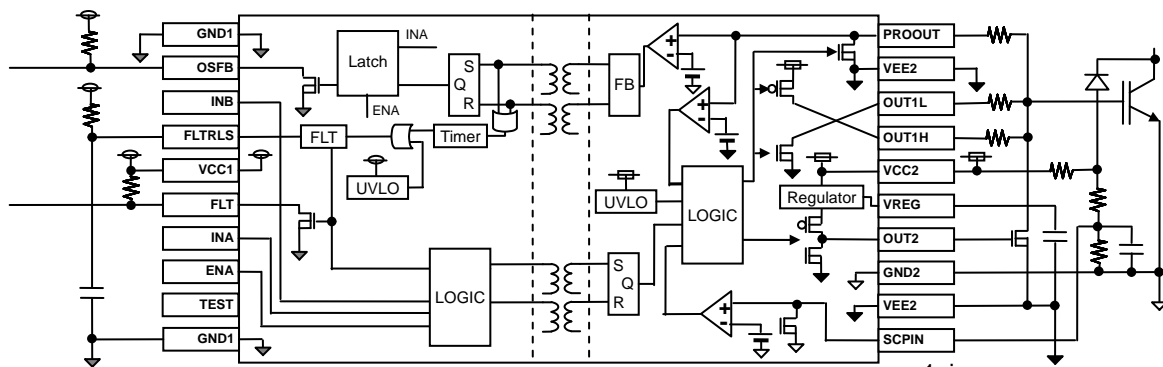 GND1
OSFB
INB
FLTRLS
VCC1
FLT
INA
ENA
TEST
GND1
Latch
INA
ENA
S
Q
R
FLT
Timer
UVLO
LOGIC
FB
+
-
+
-
UVLO
LOGIC
Regulator
S
Q
R
+
-
PROOUT
VEE2
OUT1L
OUT1H
VCC2
VREG
OUT2
GND2
VEE2
SCPIN